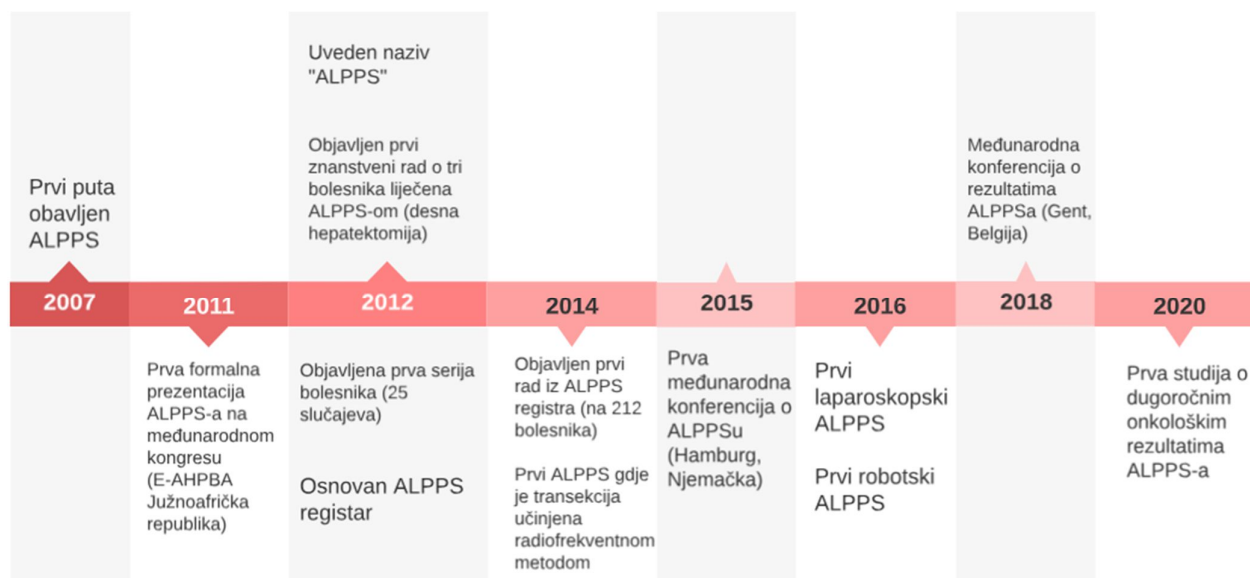 2007
Prvi puta
obavljen
ALPPS
2011
Prva formalna
prezentacija
ALPPS-a na
međunarodnom
kongresu
(E-AHPBA
Južnoafrička
republika)
2012
Uveden naziv
"ALPPS"
Objavljen prvi
znanstveni rad o tri
bolesnika liječena
ALPPS-om (desna
hepatektomija)
Objavljena prva serija
bolesnika (25
slučajeva)
Osnovan ALPPS
registar
2014
Objavljen prvi
rad iz ALPPS
registra (na 212
bolesnika)
Prvi ALPPS gdje
je transekcija
učinjena
radiofrekventnom
metodom
2015
Prva
međunarodna
konferencija o
ALPPSu
(Hamburg,
Njemačka)
2016
Prvi
laparoskopski
ALPPS
Prvi robotski
ALPPS
2018
Međunarodna
konferencija o
rezultatima
ALPPSa (Gent,
Belgija)
2020
Prva studija o
dugoročnim
onkološkim
rezultatima
ALPPS-a